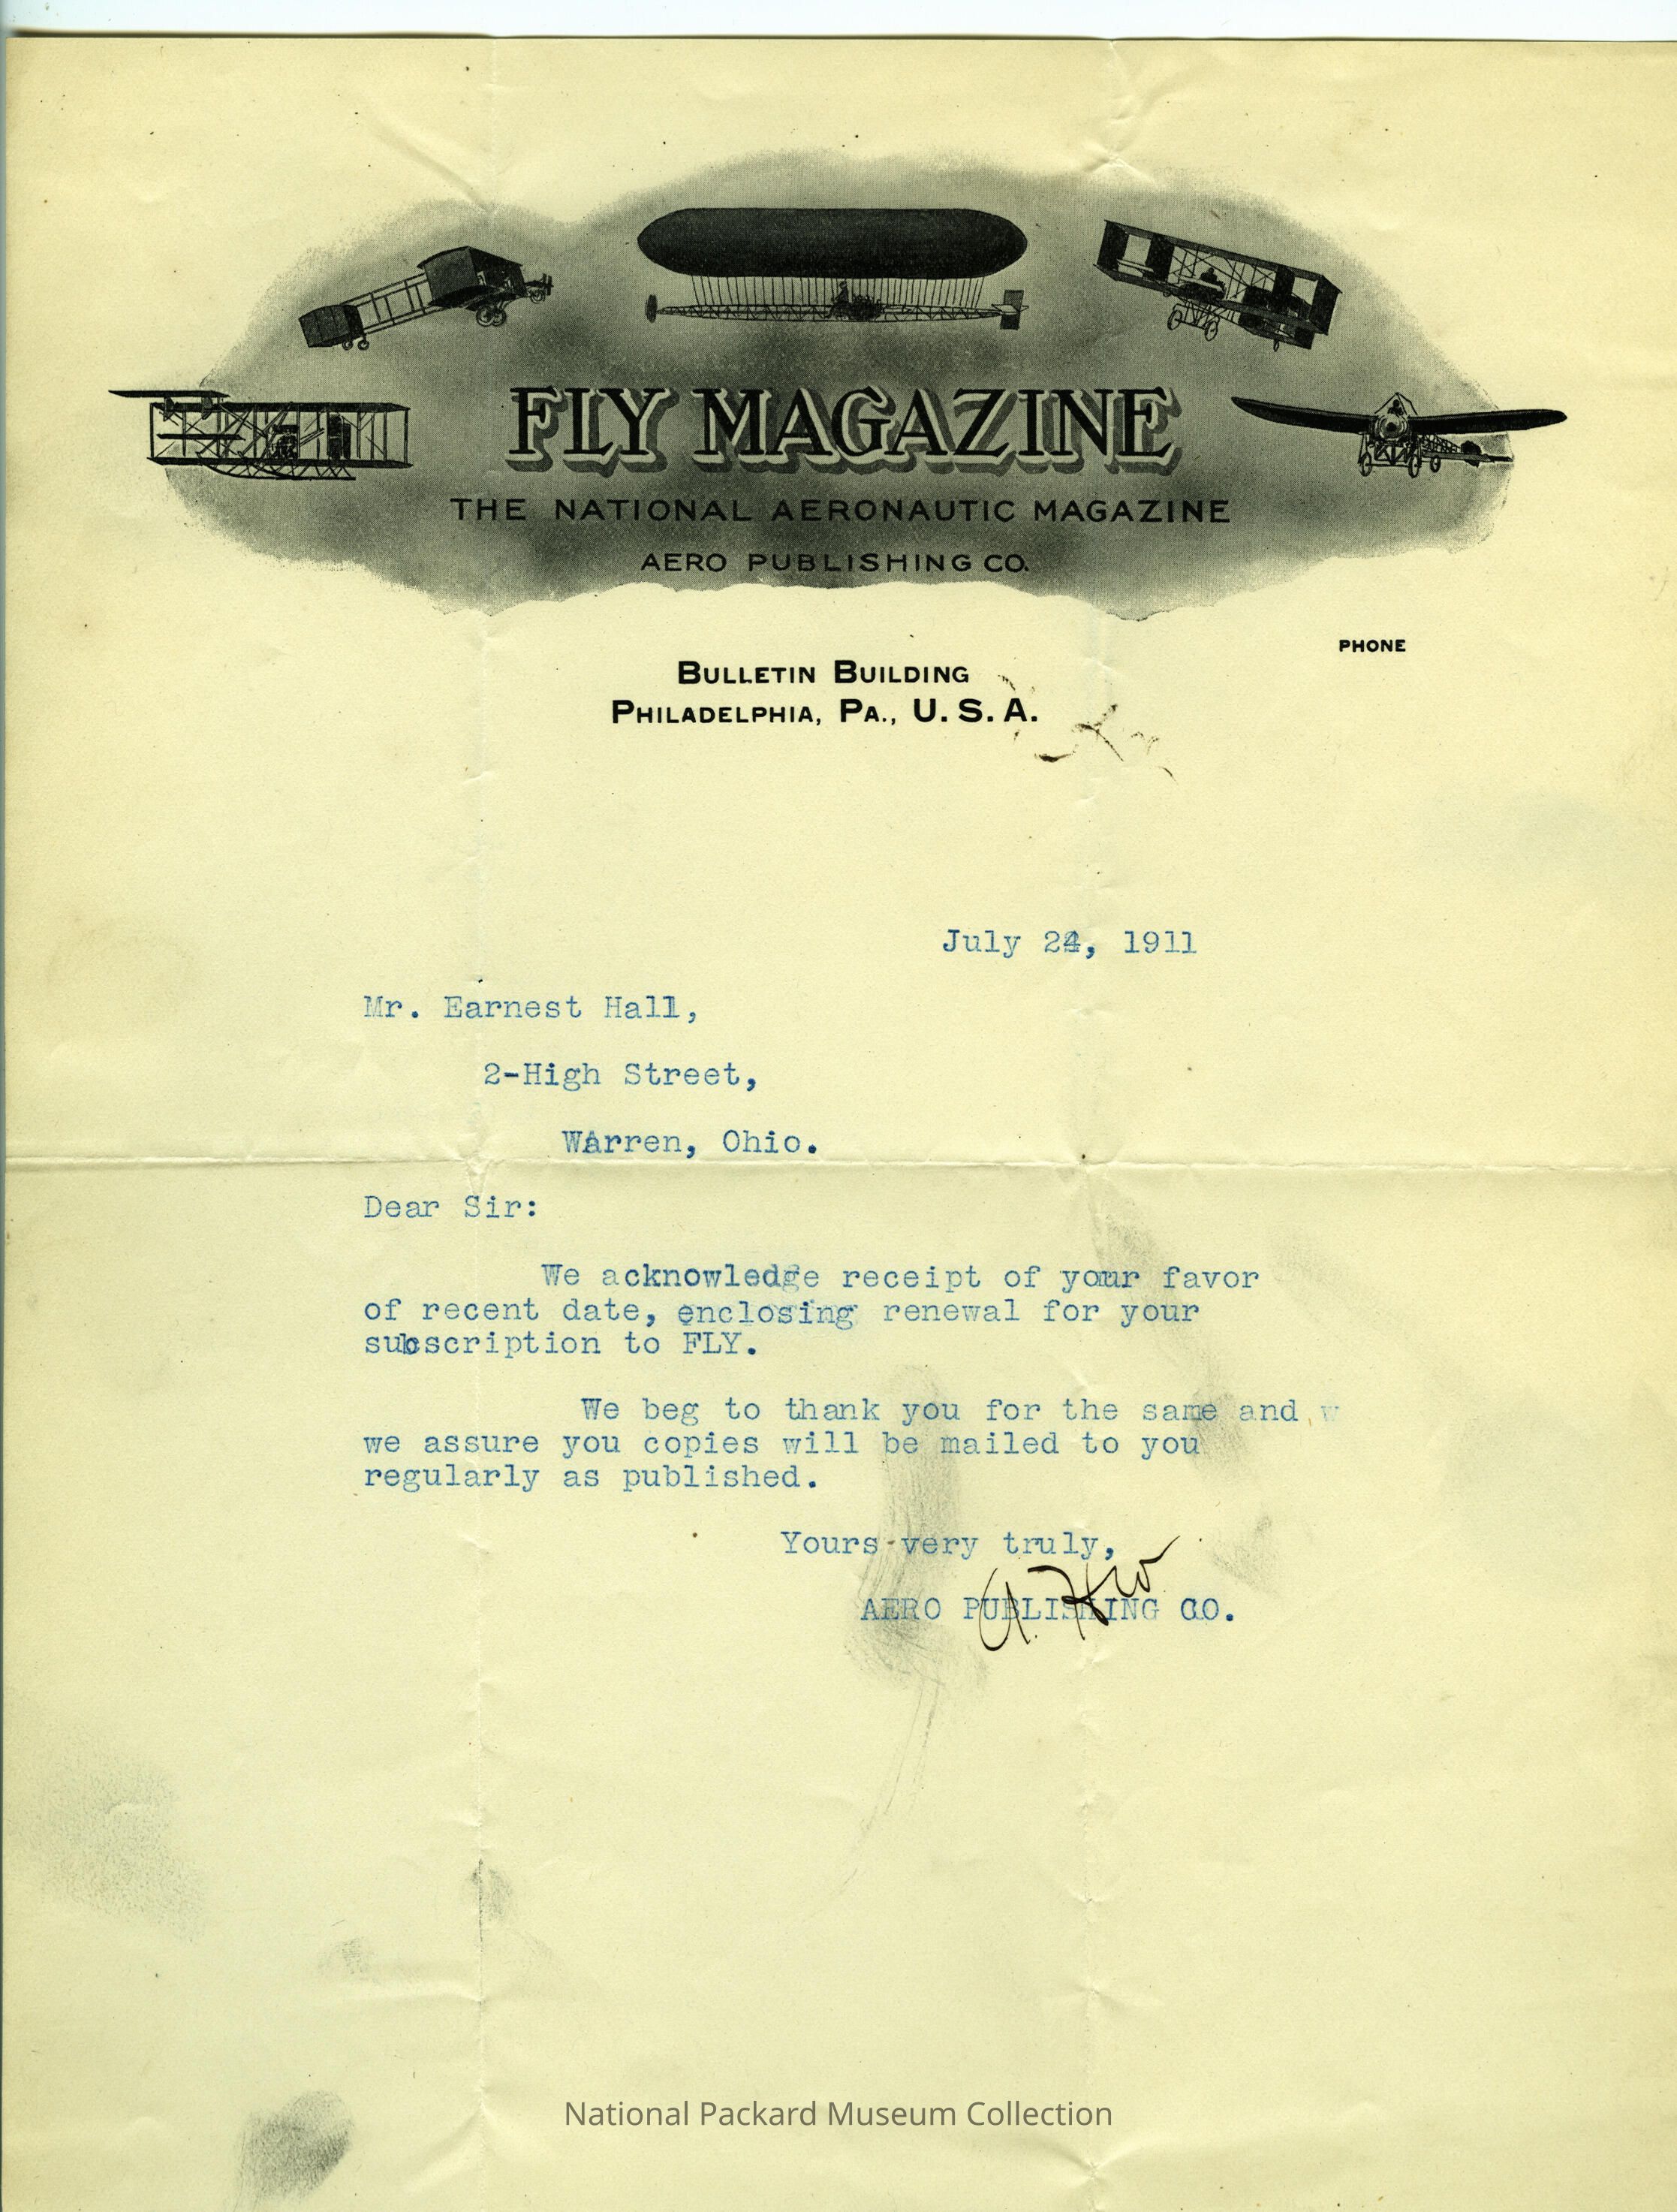 FLY MAGAZINE
THE NATIONAL AERONAUTIC MAGAZINE
AERO PUBLISHING CO.
PHONE
BULLETIN BUILDING
PHILADELPHIA, PA., U. S. A.
July 24, 1911
Mr. Earnest Hall,
2-High Street,
Warren, Ohio.
Dear Sir:
We acknowledge receipt of your favor
of recent date, enclosing renewal for your
subscription to FLY.
We beg to thank you for the same and w
we assure you copies will be mailed to you
regularly as published.
Yours very truly,
AERO PUBLISHING CO.
National Packard Museum Collection